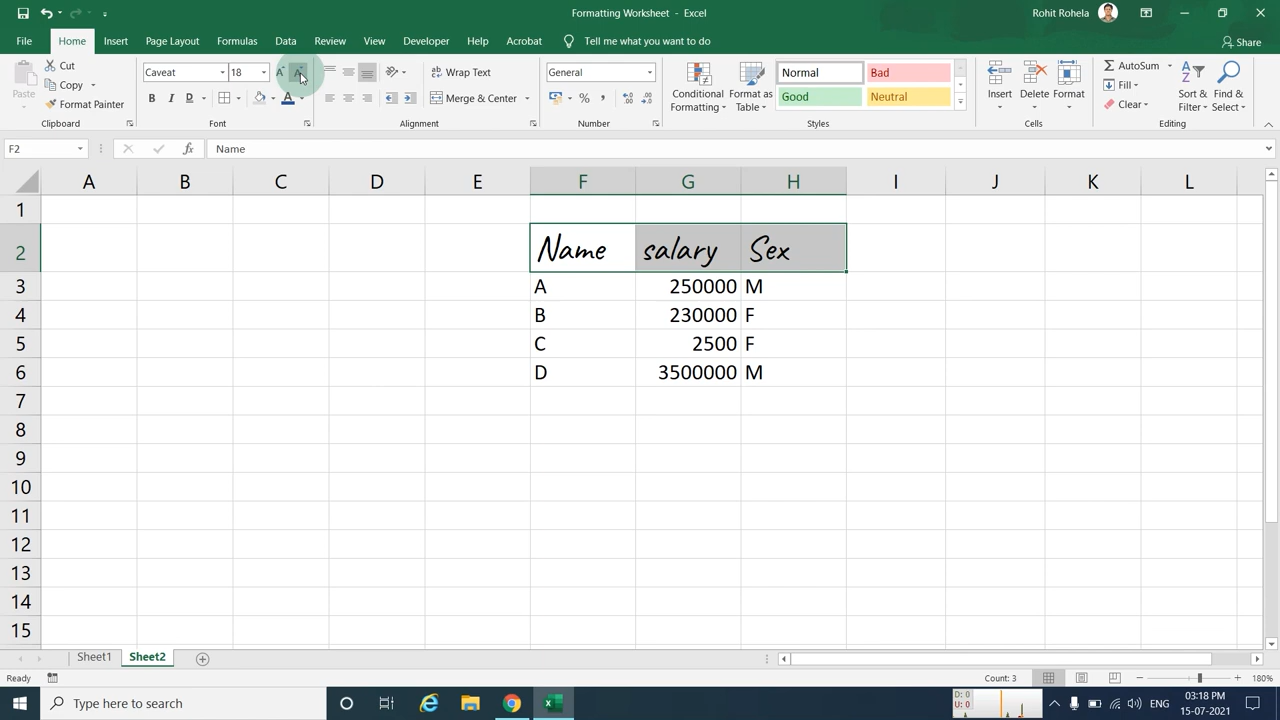 Formatting Worksheet - Excel
Rohit Rohela
File Home Insert Page Layout Formulas Data Review View Developer Help Acrobat Tell me what you want to do Share
Paste
Cut
Copy
Format Painter
Clipboard
Caveat 18 A A
B I U A
Font
Wrap Text
Merge & Center
Alignment
General
% ,
Number
Conditional Formatting
Format as Table
Normal Bad
Good Neutral
Styles
Insert Delete Format
Cells
AutoSum
Fill
Clear
Sort & Filter
Find & Select
Editing
F2 fx Name
A B C D E F G H I J K L
1
2 Name salary Sex
3 A 250000 M
4 B 230000 F
5 C 2500 F
6 D 3500000 M
7
8
9
10
11
12
13
14
15
Sheet1 Sheet2
Ready Count: 3 180%
Type here to search
D: 0
U: 0
ENG
03:18 PM
15-07-2021